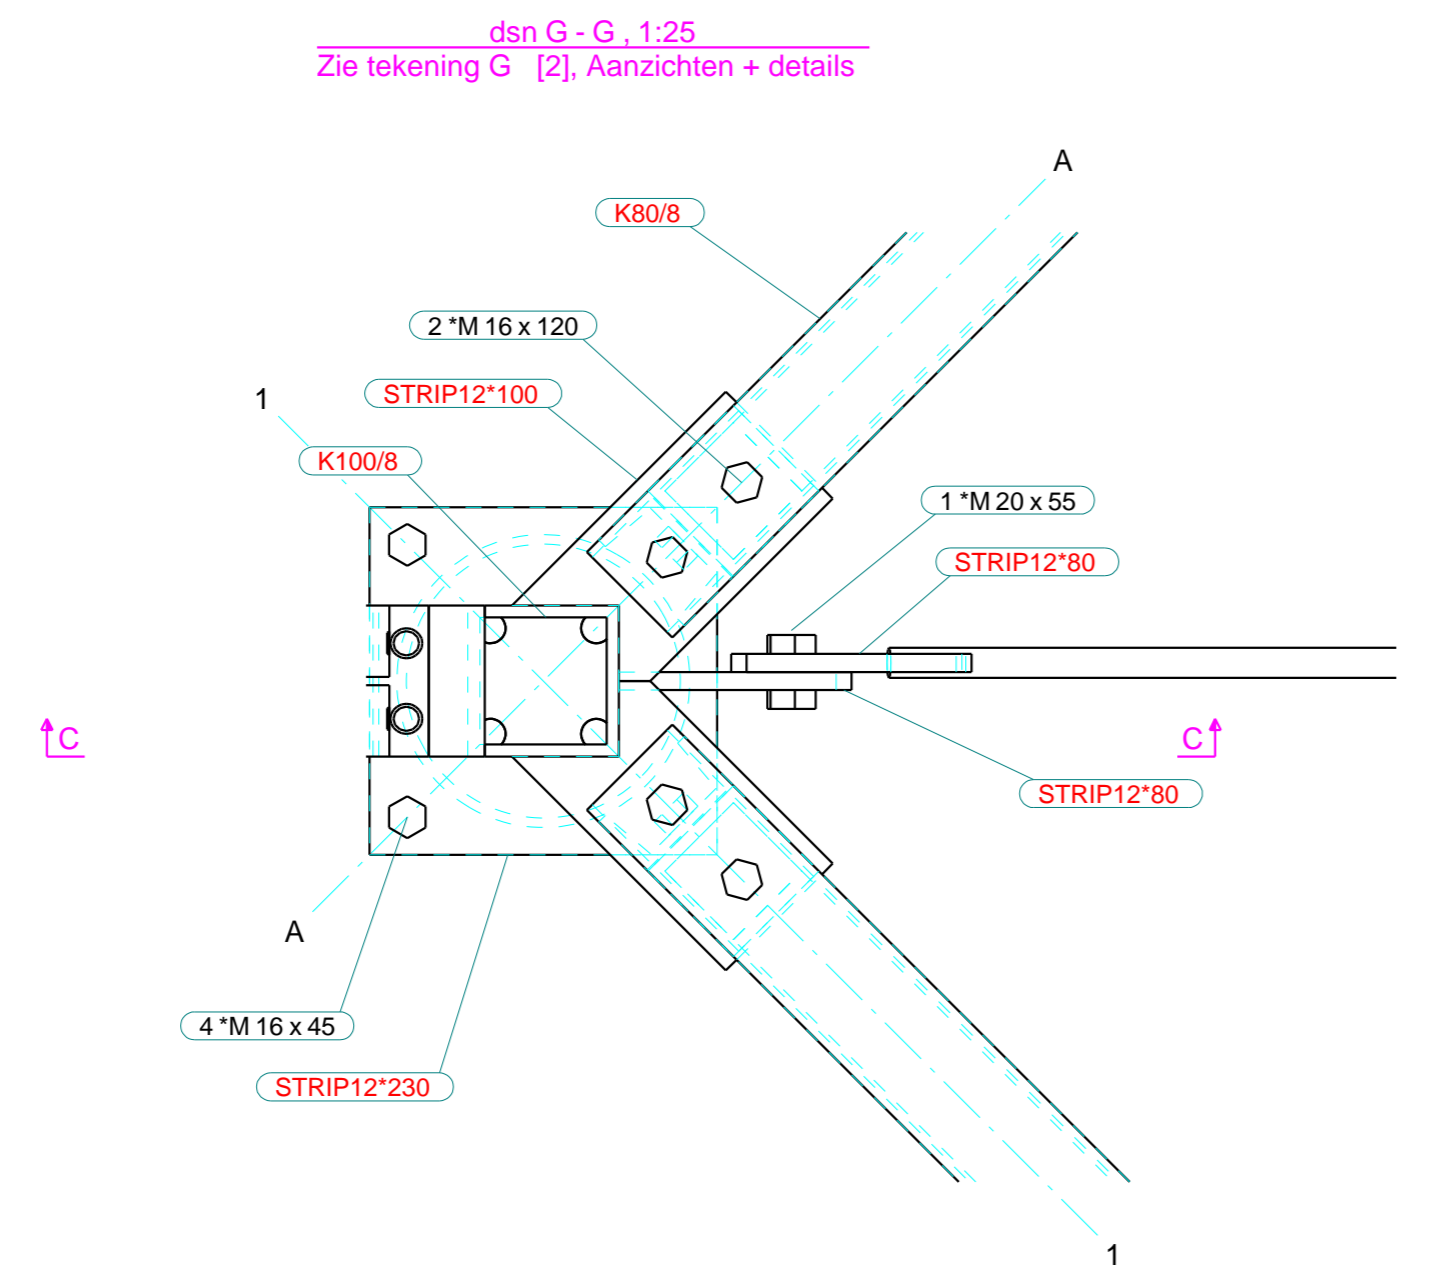 dsn G - G , 1:25
Zie tekening G [2], Aanzichten + details
A
K80/8
2 *M 16 x 120
STRIP12*100
1
K100/8
1 *M 20 x 55
STRIP12*80
C
C
STRIP12*80
A
4 *M 16 x 45
STRIP12*230
1